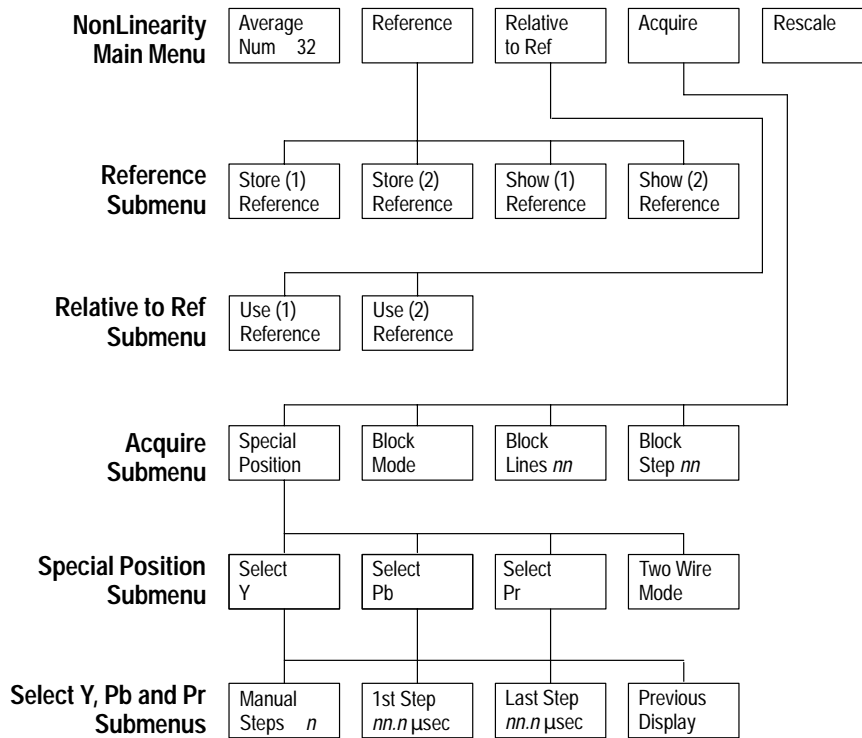 NonLinearity
Main Menu
Average
Num 32
Reference
Relative
to Ref
Acquire
Rescale
Reference
Submenu
Store (1)
Reference
Store (2)
Reference
Show (1)
Reference
Show (2)
Reference
Relative to Ref
Submenu
Use (1)
Reference
Use (2)
Reference
Acquire
Submenu
Special
Position
Block
Mode
Block
Lines nn
Block
Step nn
Special Position
Submenu
Select
Y
Select
Pb
Select
Pr
Two Wire
Mode
Select Y, Pb and Pr
Submenus
Manual
Steps n
1st Step
nn.n µsec
Last Step
nn.n µsec
Previous
Display